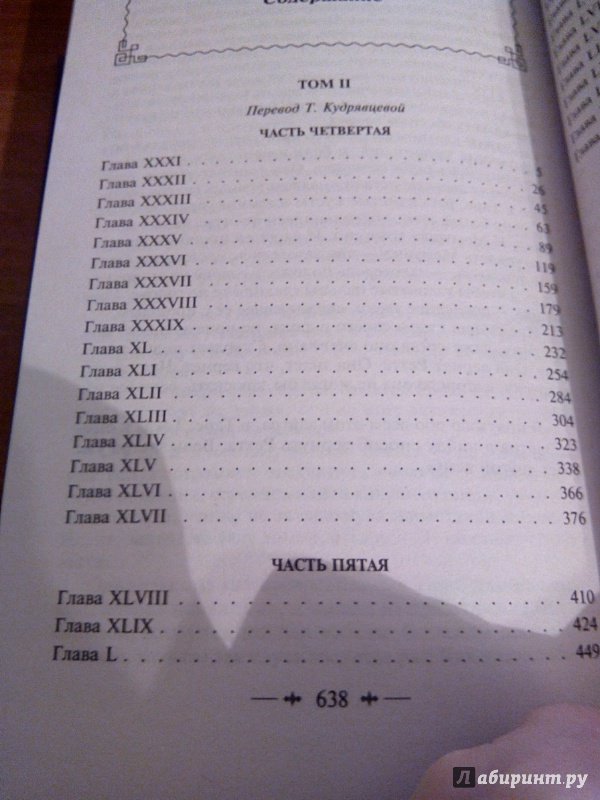 Содержание
ТОМ II
Перевод Т. Кудрявцевой
ЧАСТЬ ЧЕТВЕРТАЯ
Глава XXXI . . . . . . . . . . . . . . . . . . . . 5
Глава XXXII . . . . . . . . . . . . . . . . . . . . 26
Глава XXXIII . . . . . . . . . . . . . . . . . . . . 45
Глава XXXIV . . . . . . . . . . . . . . . . . . . . 63
Глава XXXV . . . . . . . . . . . . . . . . . . . . 89
Глава XXXVI . . . . . . . . . . . . . . . . . . . . 119
Глава XXXVII . . . . . . . . . . . . . . . . . . . . 159
Глава XXXVIII . . . . . . . . . . . . . . . . . . . . 179
Глава XXXIX . . . . . . . . . . . . . . . . . . . . 213
Глава XL . . . . . . . . . . . . . . . . . . . . 232
Глава XLI . . . . . . . . . . . . . . . . . . . . 254
Глава XLII . . . . . . . . . . . . . . . . . . . . 284
Глава XLIII . . . . . . . . . . . . . . . . . . . . 304
Глава XLIV . . . . . . . . . . . . . . . . . . . . 323
Глава XLV . . . . . . . . . . . . . . . . . . . . 338
Глава XLVI . . . . . . . . . . . . . . . . . . . . 366
Глава XLVII . . . . . . . . . . . . . . . . . . . . 376
ЧАСТЬ ПЯТАЯ
Глава XLVIII . . . . . . . . . . . . . . . . . . . . 410
Глава XLIX . . . . . . . . . . . . . . . . . . . . 424
Глава L . . . . . . . . . . . . . . . . . . . . 449
638
Лабиринт.ру